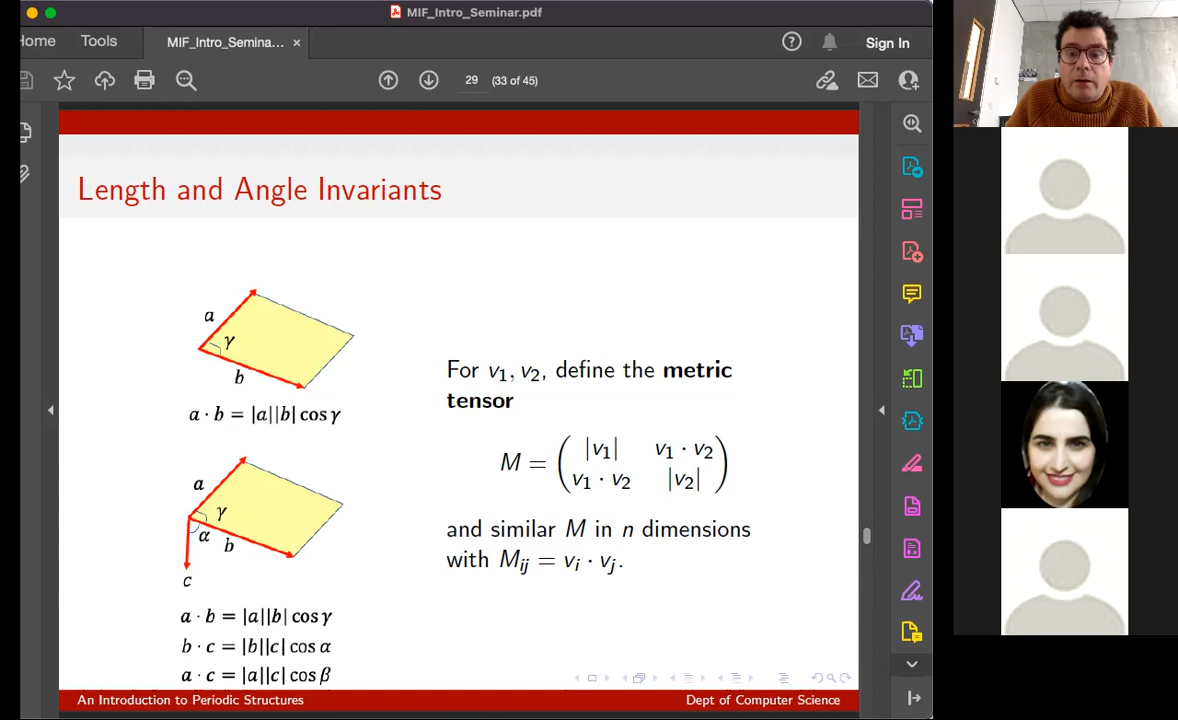 MIF_Intro_Seminar.pdf
Home Tools MIF_Intro_Semina... × Sign In
29 (33 of 45)
Length and Angle Invariants
a
γ
b
a · b = |a||b| cos γ
a
γ
α
b
c
a · b = |a||b| cos γ
b · c = |b||c| cos α
a · c = |a||c| cos β
For v₁, v₂, define the metric
tensor
M = ( |v₁| v₁ · v₂
v₁ · v₂ |v₂| )
and similar M in n dimensions
with Mᵢⱼ = vᵢ · vⱼ.
An Introduction to Periodic Structures Dept of Computer Science